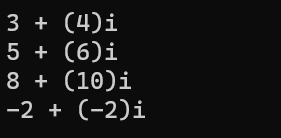 3 + (4)i
5 + (6)i
8 + (10)i
-2 + (-2)i